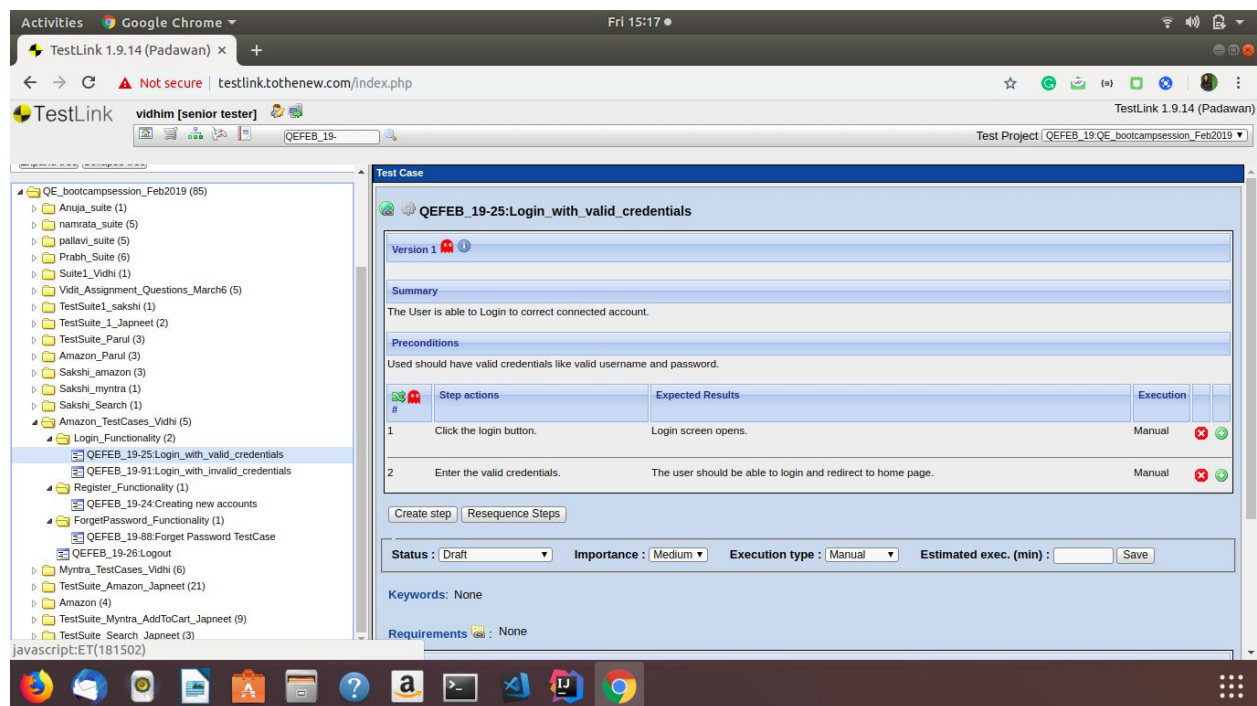 Activities Google Chrome Fri 15:17
TestLink 1.9.14 (Padawan)
Not secure testlink.tothenew.com/index.php
TestLink vidhim [senior tester] TestLink 1.9.14 (Padawan)
QEFEB_19- Test Project QEFEB_19:QE_bootcampsession_Feb2019
QE_bootcampsession_Feb2019 (85)
Anuja_suite (1)
namrata_suite (5)
pallavi_suite (5)
Prabh_Suite (6)
Suite1_Vidhi (1)
Vidit_Assignment_Questions_March6 (5)
TestSuite1_sakshi (1)
TestSuite_1_Japneet (2)
TestSuite_Parul (3)
Amazon_Parul (3)
Sakshi_amazon (3)
Sakshi_myntra (1)
Sakshi_Search (1)
Amazon_TestCases_Vidhi (5)
Login_Functionality (2)
QEFEB_19-25:Login_with_valid_credentials
QEFEB_19-91:Login_with_invalid_credentials
Register_Functionality (1)
QEFEB_19-24:Creating new accounts
ForgetPassword_Functionality (1)
QEFEB_19-88:Forget Password TestCase
QEFEB_19-26:Logout
Myntra_TestCases_Vidhi (6)
TestSuite_Amazon_Japneet (21)
Amazon (4)
TestSuite_Myntra_AddToCart_Japneet (9)
TestSuite_Search_Japneet (3)
javascript:ET(181502)
Test Case
QEFEB_19-25:Login_with_valid_credentials
Version 1
Summary
The User is able to Login to correct connected account.
Preconditions
Used should have valid credentials like valid username and password.
# Step actions Expected Results Execution
1 Click the login button. Login screen opens. Manual
2 Enter the valid credentials. The user should be able to login and redirect to home page. Manual
Create step Resequence Steps
Status : Draft Importance : Medium Execution type : Manual Estimated exec. (min) : Save
Keywords: None
Requirements : None